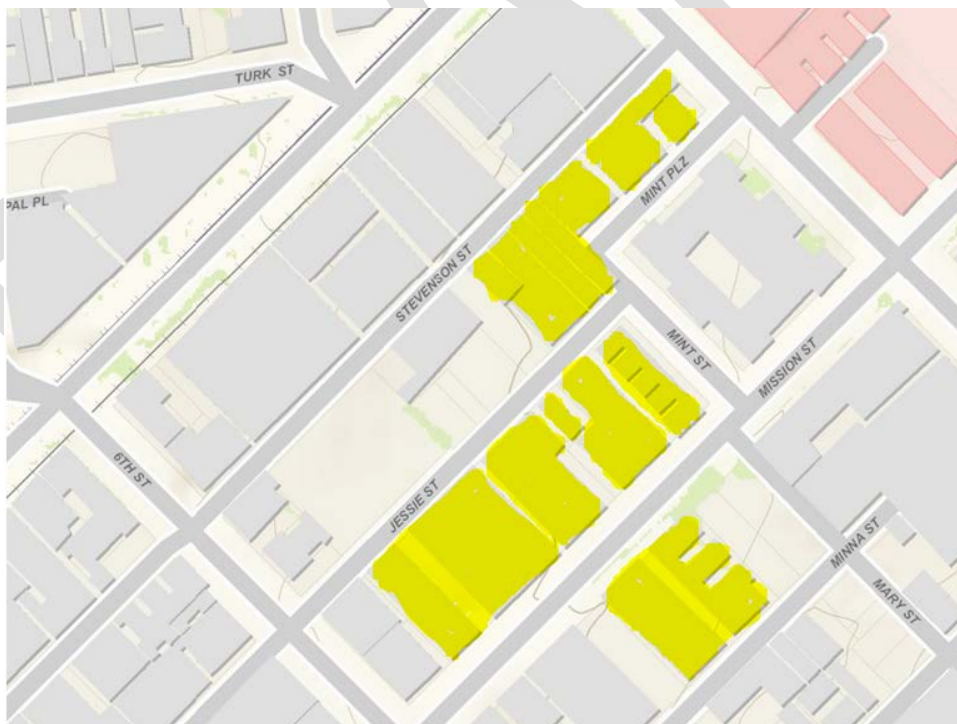 TURK ST
PAL PL
MINT PLZ
STEVENSON ST
MINT ST
MISSION ST
6TH ST
JESSIE ST
MINNA ST
MARY ST